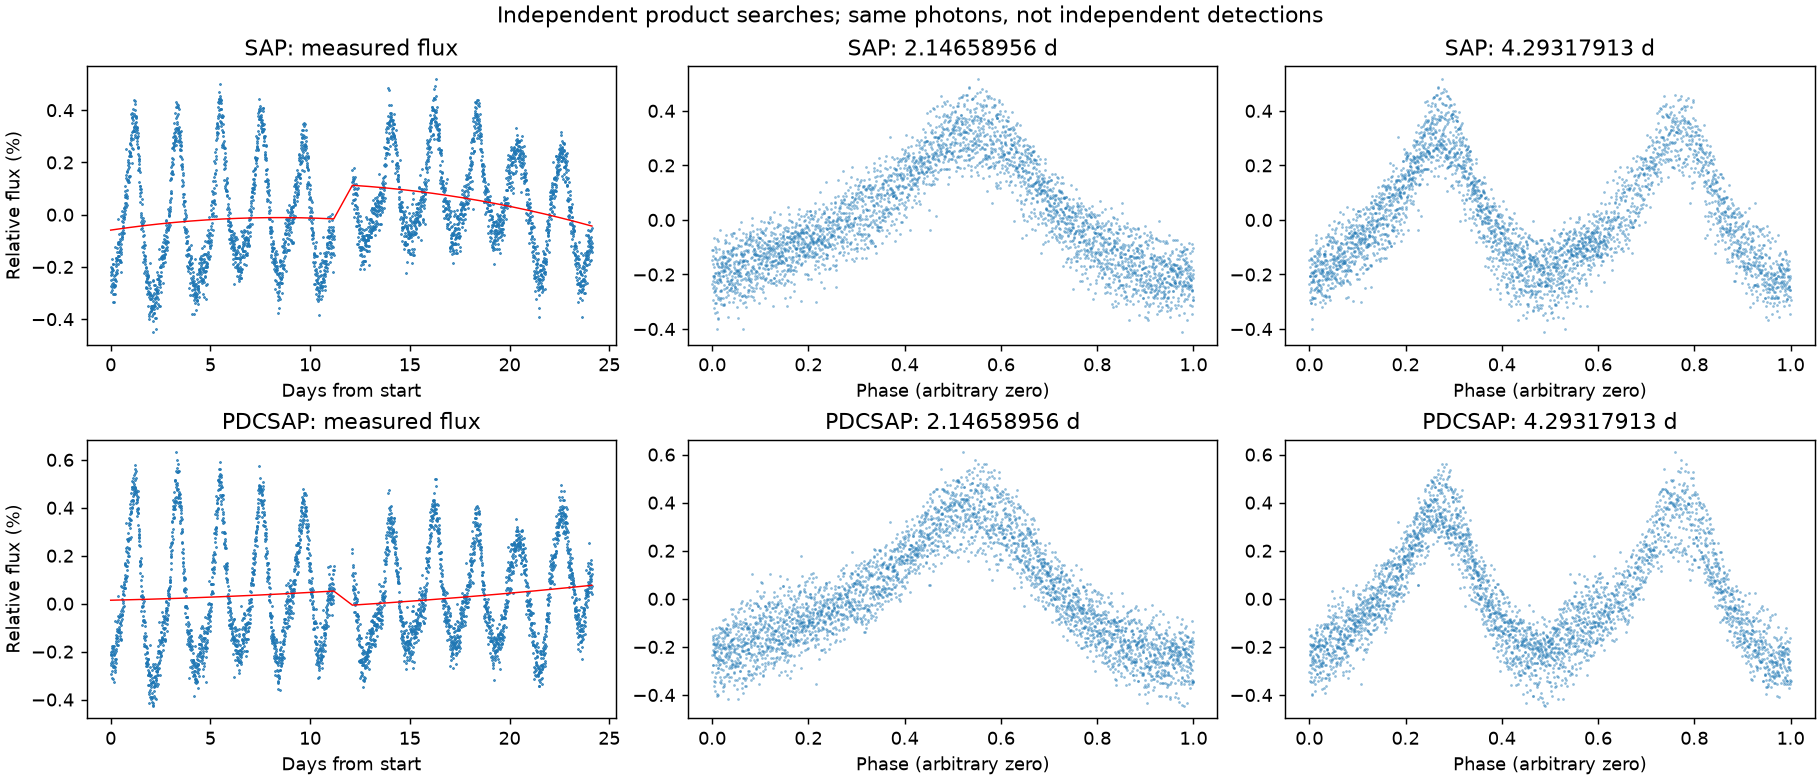 Independent product searches; same photons, not independent detections
SAP: measured flux
SAP: 2.14658956 d
SAP: 4.29317913 d
Relative flux (%)
0.4
0.2
0.0
−0.2
−0.4
0.4
0.2
0.0
−0.2
−0.4
0.4
0.2
0.0
−0.2
−0.4
0 5 10 15 20 25
0.0 0.2 0.4 0.6 0.8 1.0
0.0 0.2 0.4 0.6 0.8 1.0
Days from start
Phase (arbitrary zero)
Phase (arbitrary zero)
PDCSAP: measured flux
PDCSAP: 2.14658956 d
PDCSAP: 4.29317913 d
Relative flux (%)
0.6
0.4
0.2
0.0
−0.2
−0.4
0.6
0.4
0.2
0.0
−0.2
−0.4
0.6
0.4
0.2
0.0
−0.2
−0.4
0 5 10 15 20 25
0.0 0.2 0.4 0.6 0.8 1.0
0.0 0.2 0.4 0.6 0.8 1.0
Days from start
Phase (arbitrary zero)
Phase (arbitrary zero)